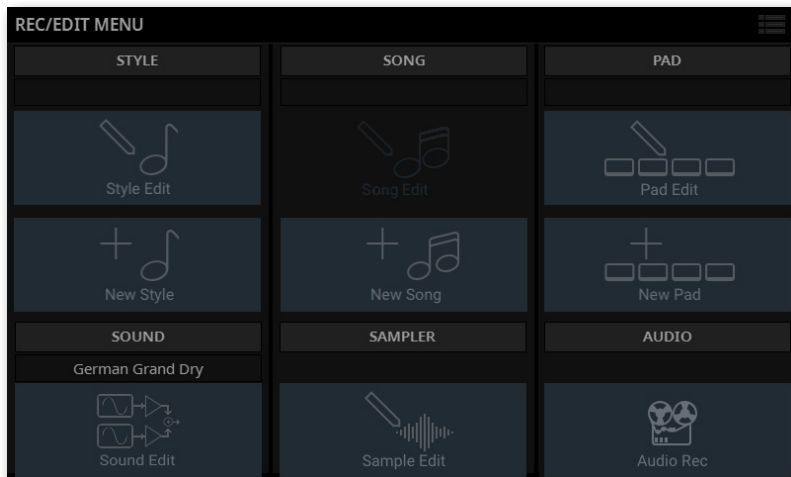 REC/EDIT MENU
STYLE SONG PAD
Style Edit Song Edit Pad Edit
New Style New Song New Pad
SOUND SAMPLER AUDIO
German Grand Dry
Sound Edit Sample Edit Audio Rec